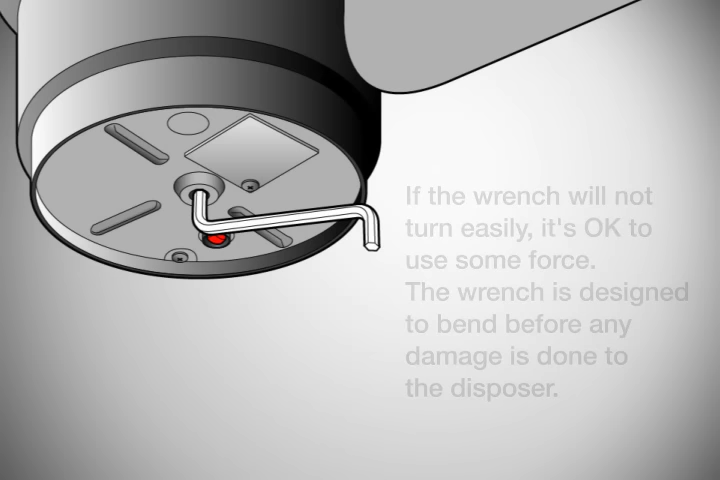 If the wrench will not
turn easily, it's OK to
use some force.
The wrench is designed
to bend before any
damage is done to
the disposer.